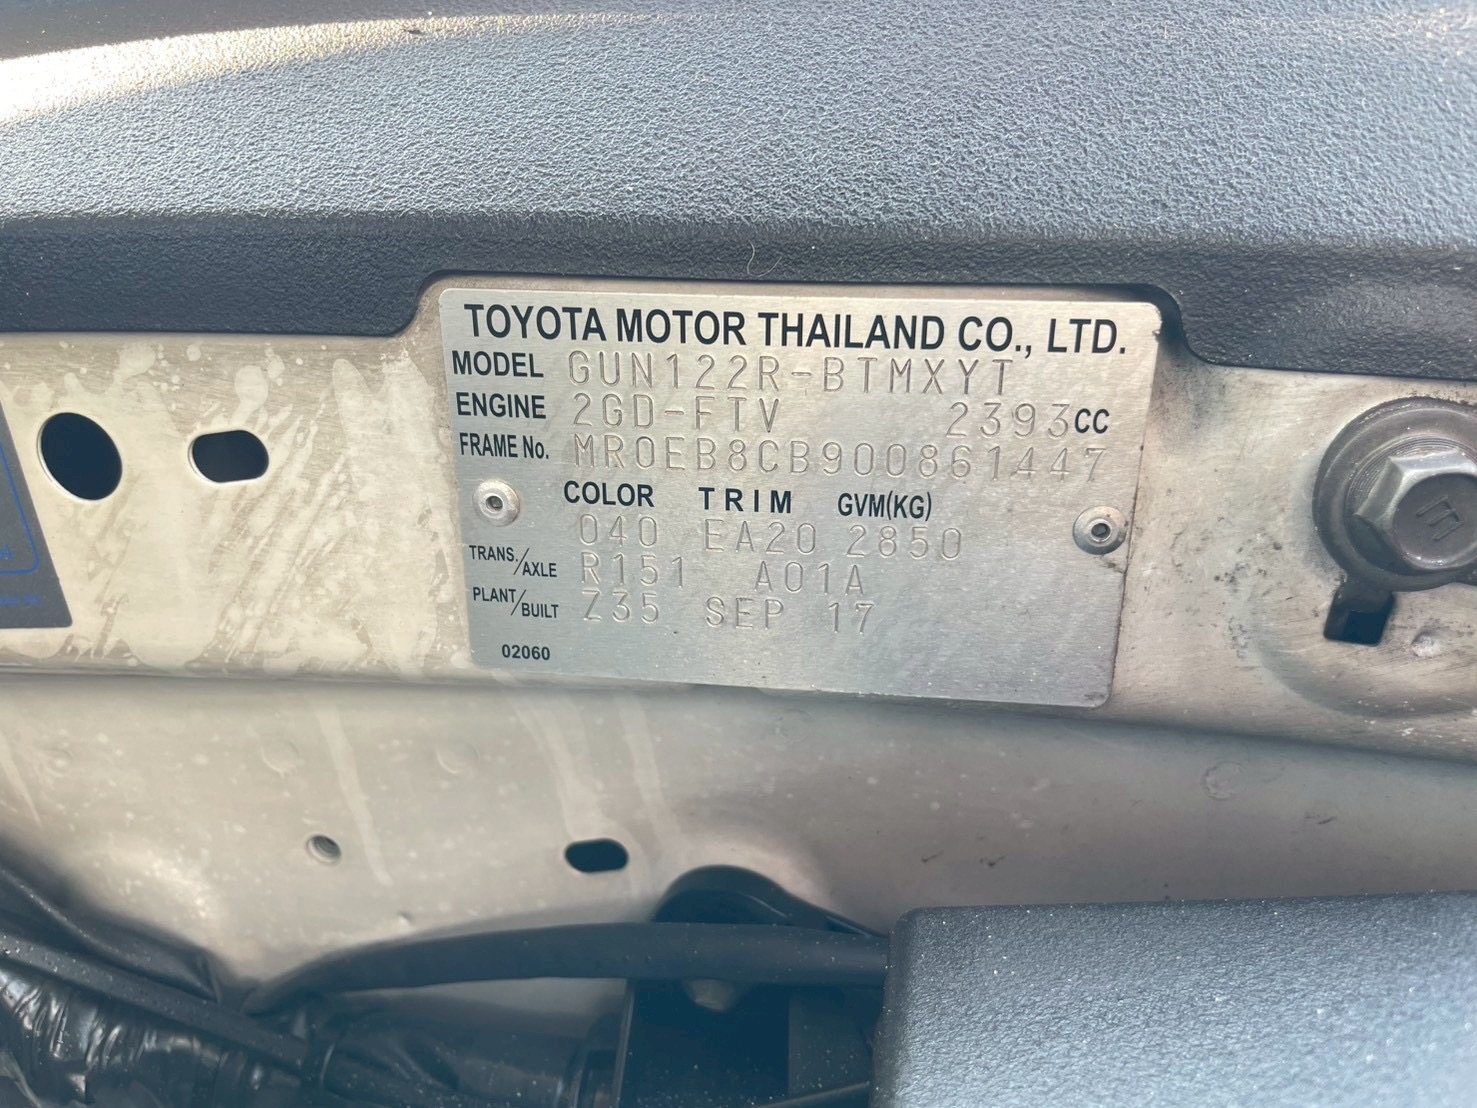 TOYOTA MOTOR THAILAND CO., LTD.
MODEL GUN122R-BTMXYT
ENGINE 2GD-FTV 2393CC
FRAME No. MR0EB8CB900861447
COLOR TRIM GVM(KG)
040 EA20 2850
TRANS./AXLE R151 A01A
PLANT/BUILT Z35 SEP 17
02060